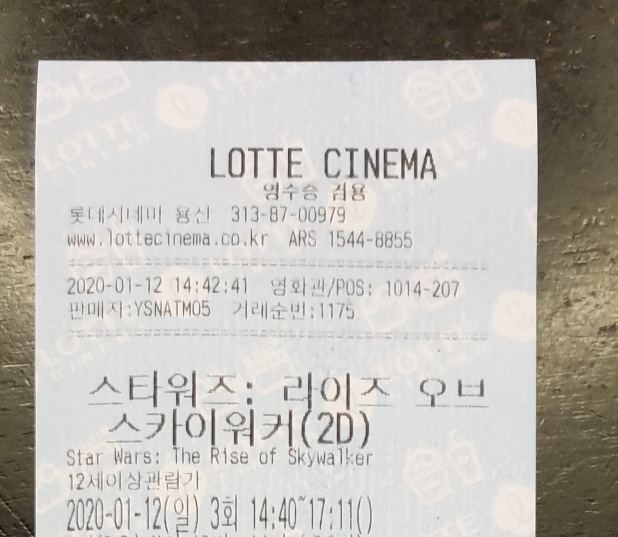 LOTTE CINEMA
영수증 겸용
롯데시네마 용산 313-87-00979
www.lottecinema.co.kr ARS 1544-8855
2020-01-12 14:42:41 영화관/POS: 1014-207
판매자:YSNATM05 거래순번:1175
스타워즈: 라이즈 오브
스카이워커(2D)
Star Wars: The Rise of Skywalker
12세이상관람가
2020-01-12(일) 3회 14:40~17:11()